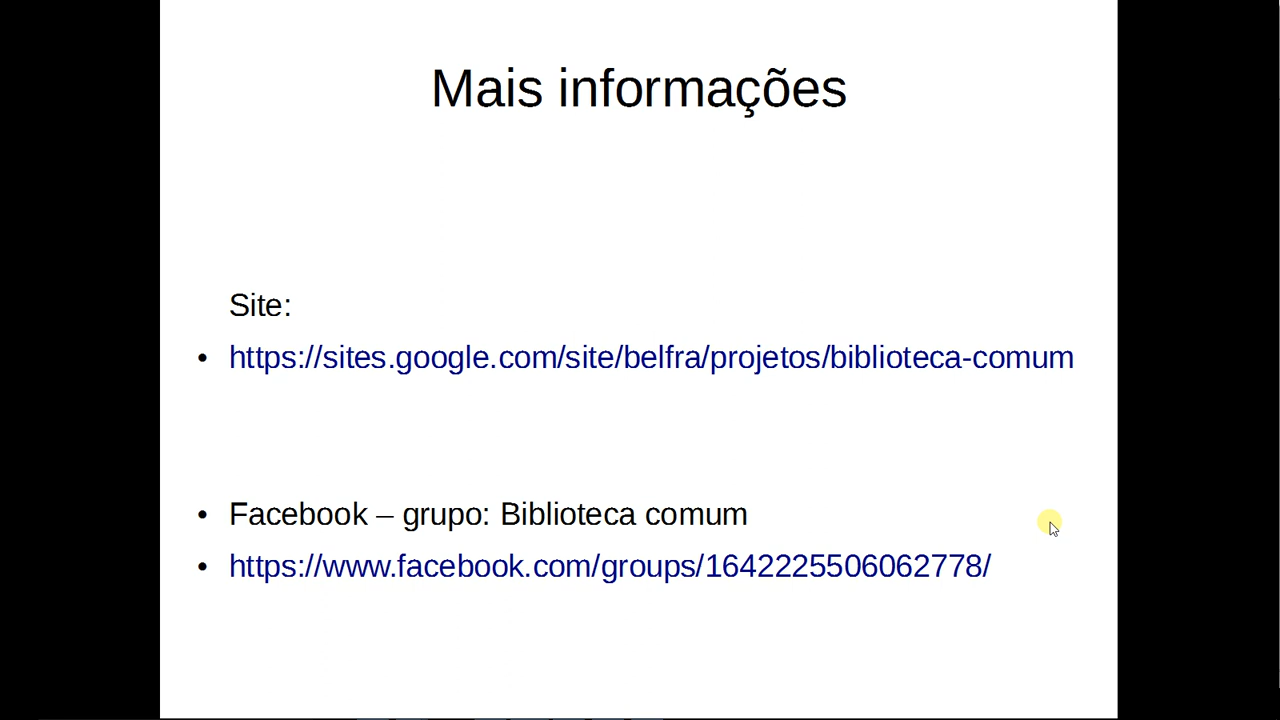 Mais informações
Site:
• https://sites.google.com/site/belfra/projetos/biblioteca-comum
• Facebook – grupo: Biblioteca comum
• https://www.facebook.com/groups/1642225506062778/